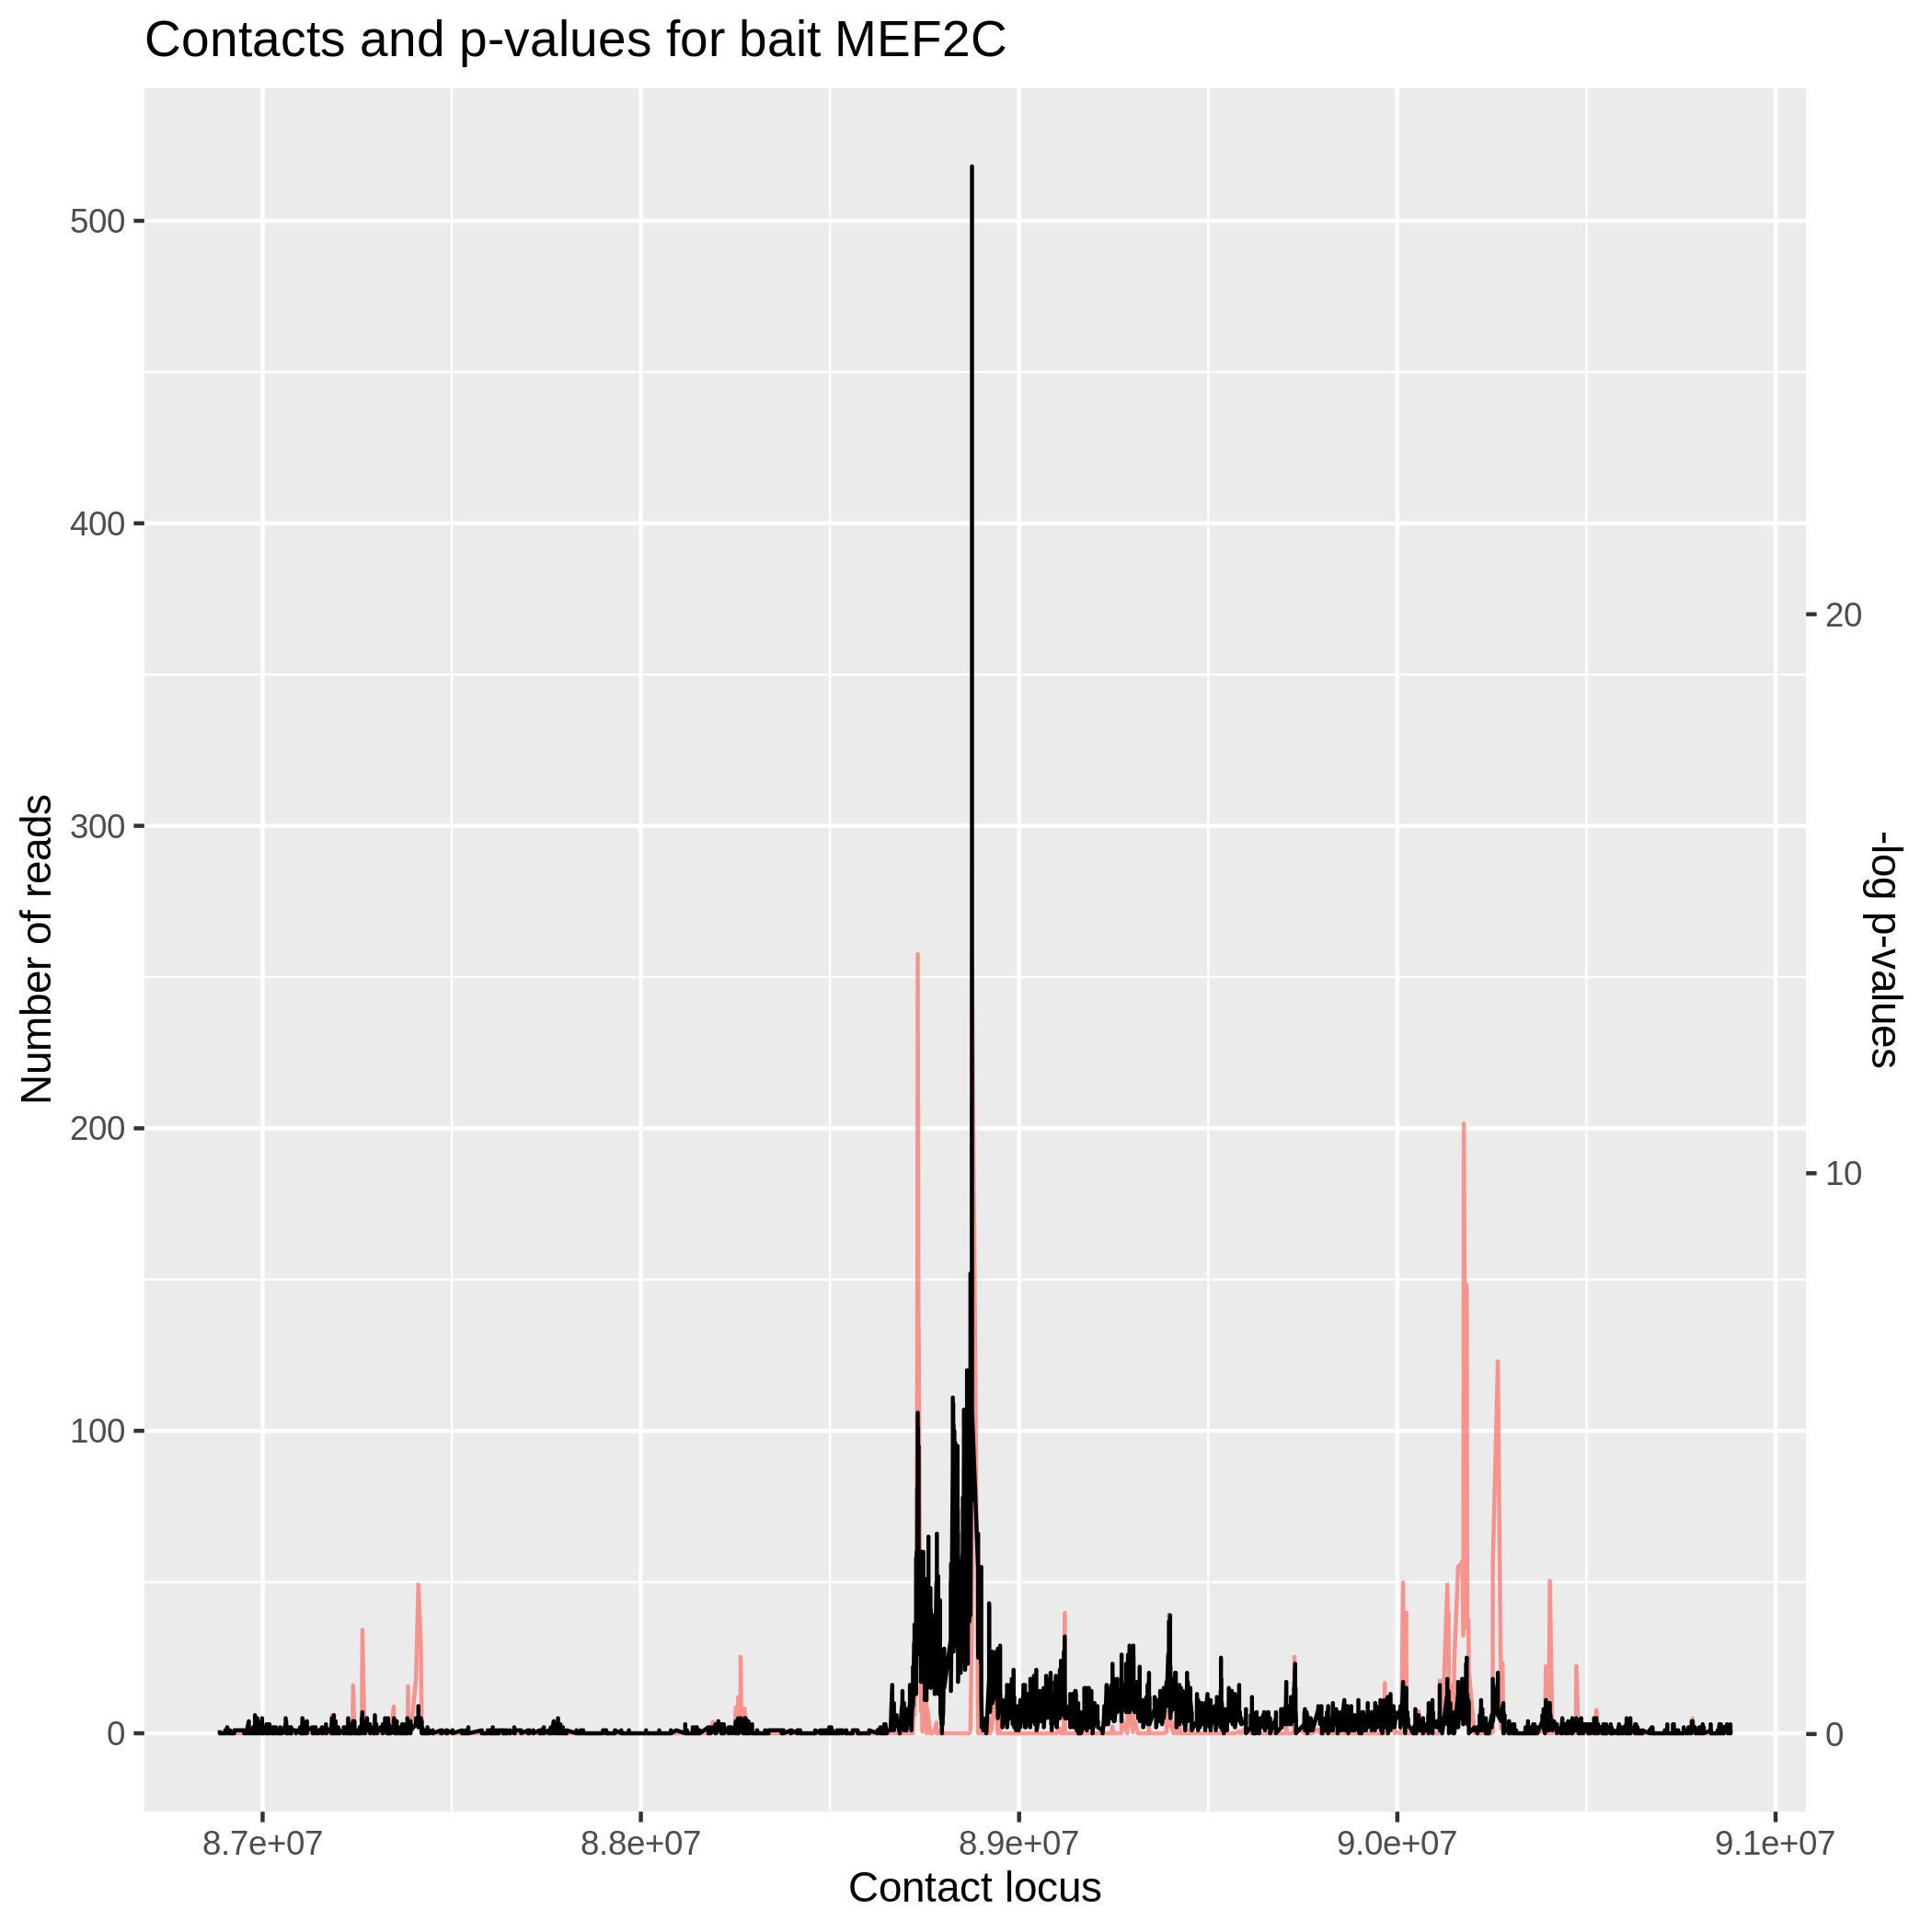 Contacts and p-values for bait MEF2C
Number of reads
500
400
300
200
100
0
20
10
0
-log p-values
8.7e+07
8.8e+07
8.9e+07
9.0e+07
9.1e+07
Contact locus